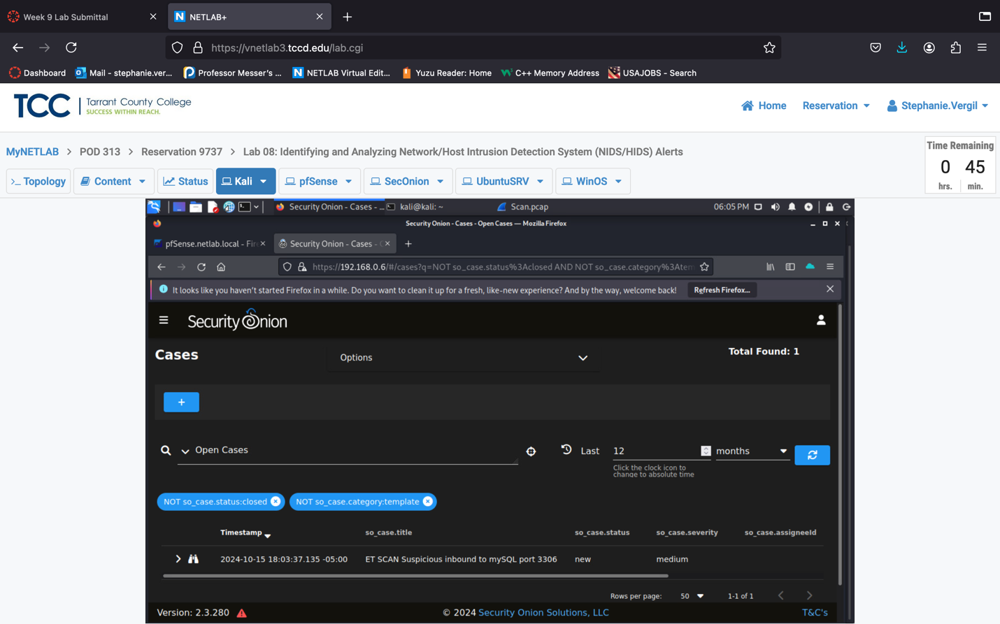 Week 9 Lab Submittal
NETLAB+
https://vnetlab3.tccd.edu/lab.cgi
Dashboard
Mail - stephanie.ver...
Professor Messer's ...
NETLAB Virtual Edit...
Yuzu Reader: Home
C++ Memory Address
USAJOBS - Search
TCC
Tarrant County College
SUCCESS WITHIN REACH.
Home
Reservation
Stephanie.Vergil
MyNETLAB > POD 313 > Reservation 9737 > Lab 08: Identifying and Analyzing Network/Host Intrusion Detection System (NIDS/HIDS) Alerts
Time Remaining
0 45
hrs. min.
>_ Topology
Content
Status
Kali
pfSense
SecOnion
UbuntuSRV
WinOS
Security Onion - Cases - ...
kali@kali: ~
Scan.pcap
06:05 PM
Security Onion - Cases - Open Cases — Mozilla Firefox
pfSense.netlab.local - Fire
Security Onion - Cases -
https://192.168.0.6/#/cases?q=NOT so_case.status%3Aclosed AND NOT so_case.category%3Atem
It looks like you haven't started Firefox in a while. Do you want to clean it up for a fresh, like-new experience? And by the way, welcome back!
Refresh Firefox...
Security Onion
Cases
Options
Total Found: 1
+
Open Cases
Last
12
months
Click the clock icon to
change to absolute time
NOT so_case.status:closed
NOT so_case.category:template
Timestamp
so_case.title
so_case.status
so_case.severity
so_case.assigneeId
2024-10-15 18:03:37.135 -05:00
ET SCAN Suspicious inbound to mySQL port 3306
new
medium
Rows per page:
50
1-1 of 1
Version: 2.3.280
© 2024 Security Onion Solutions, LLC
T&C's